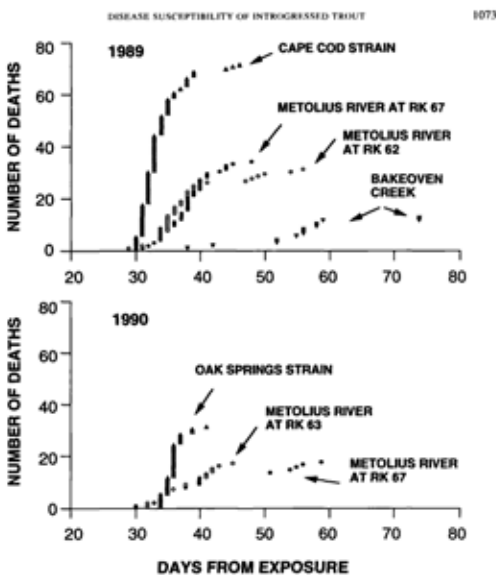 DISEASE SUSCEPTIBILITY OF INTROGRESSED TROUT 1073
80
1989
CAPE COD STRAIN
60
METOLIUS RIVER AT RK 67
40
METOLIUS RIVER
AT RK 62
BAKEOVEN
CREEK
20
0
NUMBER OF DEATHS
20 30 40 50 60 70 80
80
1990
60
OAK SPRINGS STRAIN
40
METOLIUS RIVER
AT RK 63
20
METOLIUS RIVER
AT RK 67
0
NUMBER OF DEATHS
20 30 40 50 60 70 80
DAYS FROM EXPOSURE